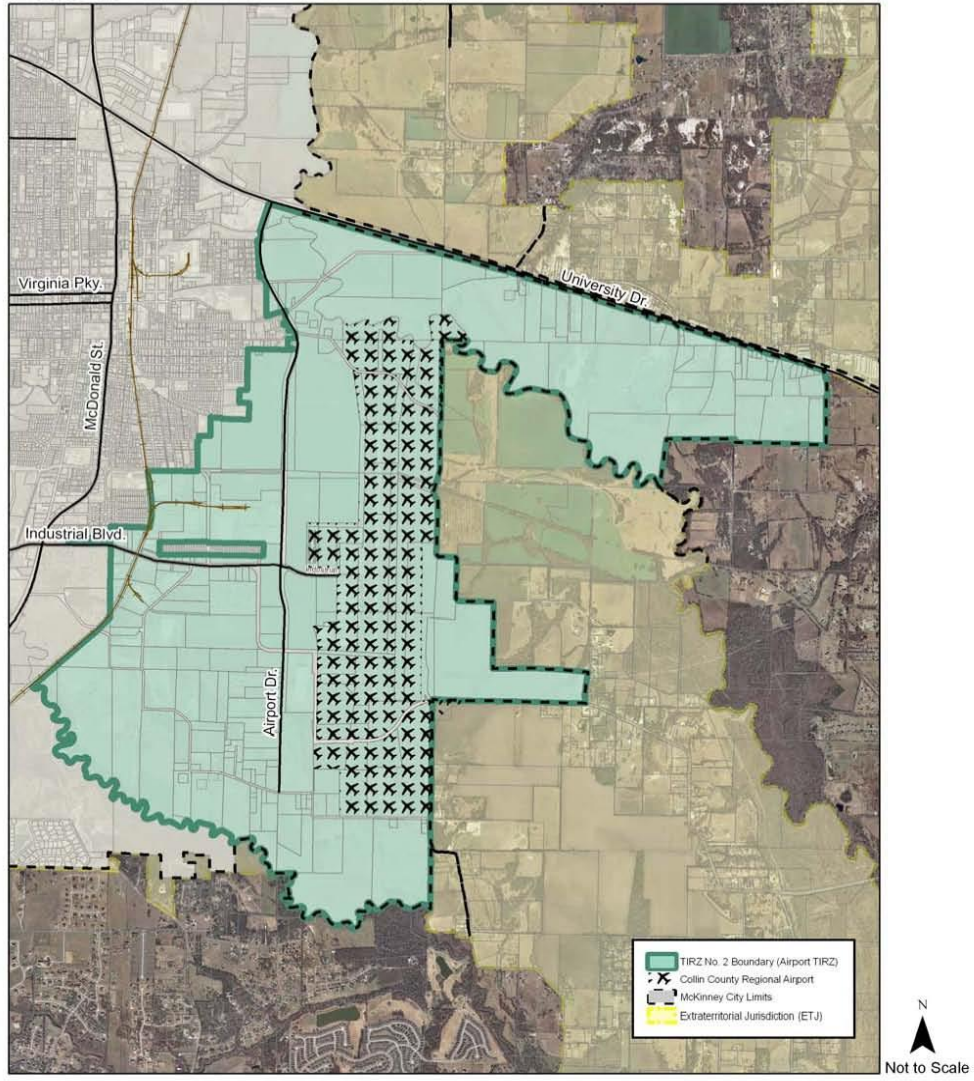 University Dr.
Virginia Pky.
McDonald St.
Industrial Blvd.
Industrial
Airport Dr.
TIRZ No. 2 Boundary (Airport TIRZ)
Collin County Regional Airport
McKinney City Limits
Extraterritorial Jurisdiction (ETJ)
N
Not to Scale